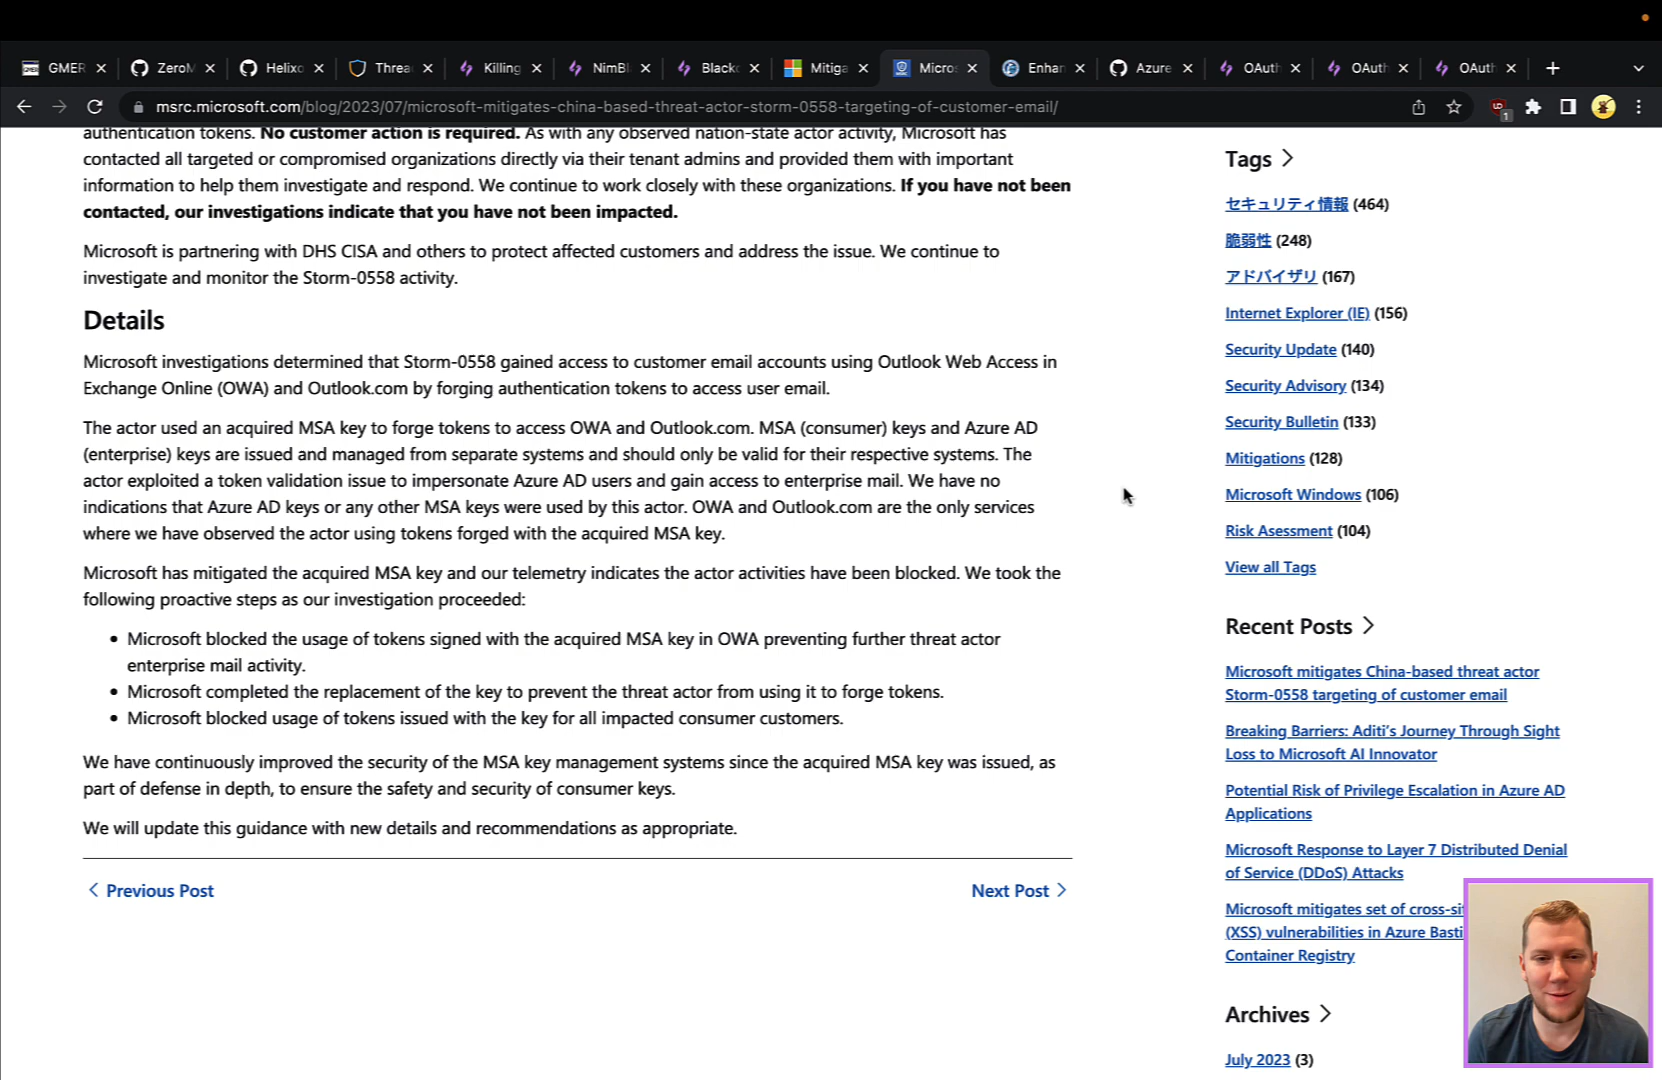 GMER
ZeroM
Helixo
Threa
Killing
NimBl
Blackc
Mitiga
Micros
Enhan
Azure
OAuth
OAuth
OAuth
msrc.microsoft.com/blog/2023/07/microsoft-mitigates-china-based-threat-actor-storm-0558-targeting-of-customer-email/
1
authentication tokens. No customer action is required. As with any observed nation-state actor activity, Microsoft has
contacted all targeted or compromised organizations directly via their tenant admins and provided them with important
information to help them investigate and respond. We continue to work closely with these organizations. If you have not been
contacted, our investigations indicate that you have not been impacted.
Microsoft is partnering with DHS CISA and others to protect affected customers and address the issue. We continue to
investigate and monitor the Storm-0558 activity.
Details
Microsoft investigations determined that Storm-0558 gained access to customer email accounts using Outlook Web Access in
Exchange Online (OWA) and Outlook.com by forging authentication tokens to access user email.
The actor used an acquired MSA key to forge tokens to access OWA and Outlook.com. MSA (consumer) keys and Azure AD
(enterprise) keys are issued and managed from separate systems and should only be valid for their respective systems. The
actor exploited a token validation issue to impersonate Azure AD users and gain access to enterprise mail. We have no
indications that Azure AD keys or any other MSA keys were used by this actor. OWA and Outlook.com are the only services
where we have observed the actor using tokens forged with the acquired MSA key.
Microsoft has mitigated the acquired MSA key and our telemetry indicates the actor activities have been blocked. We took the
following proactive steps as our investigation proceeded:
• Microsoft blocked the usage of tokens signed with the acquired MSA key in OWA preventing further threat actor
enterprise mail activity.
• Microsoft completed the replacement of the key to prevent the threat actor from using it to forge tokens.
• Microsoft blocked usage of tokens issued with the key for all impacted consumer customers.
We have continuously improved the security of the MSA key management systems since the acquired MSA key was issued, as
part of defense in depth, to ensure the safety and security of consumer keys.
We will update this guidance with new details and recommendations as appropriate.
Previous Post
Next Post
Tags
セキュリティ情報 (464)
脆弱性 (248)
アドバイザリ (167)
Internet Explorer (IE) (156)
Security Update (140)
Security Advisory (134)
Security Bulletin (133)
Mitigations (128)
Microsoft Windows (106)
Risk Asessment (104)
View all Tags
Recent Posts
Microsoft mitigates China-based threat actor
Storm-0558 targeting of customer email
Breaking Barriers: Aditi's Journey Through Sight
Loss to Microsoft AI Innovator
Potential Risk of Privilege Escalation in Azure AD
Applications
Microsoft Response to Layer 7 Distributed Denial
of Service (DDoS) Attacks
Microsoft mitigates set of cross-si
(XSS) vulnerabilities in Azure Basti
Container Registry
Archives
July 2023 (3)